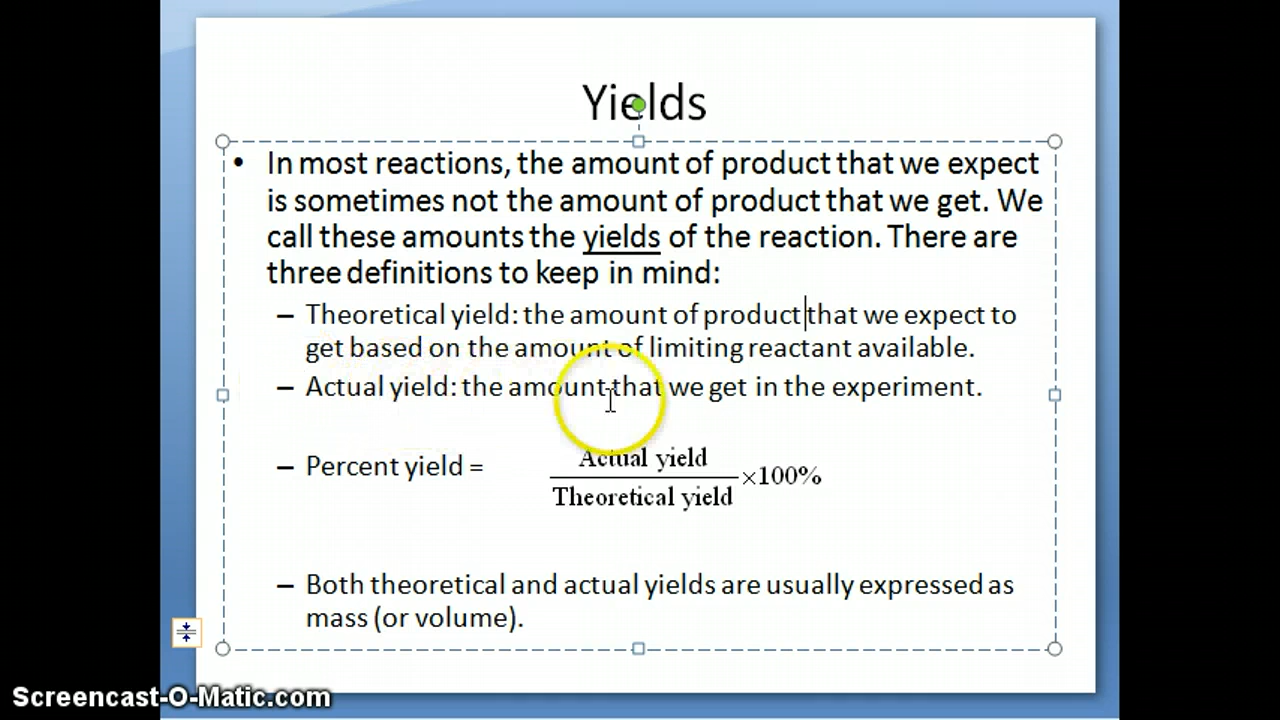 Yields
• In most reactions, the amount of product that we expect
is sometimes not the amount of product that we get. We
call these amounts the yields of the reaction. There are
three definitions to keep in mind:
– Theoretical yield: the amount of product that we expect to
get based on the amount of limiting reactant available.
– Actual yield: the amount that we get in the experiment.
– Percent yield =
Actual yield
Theoretical yield
×100%
– Both theoretical and actual yields are usually expressed as
mass (or volume).
Screencast-O-Matic.com